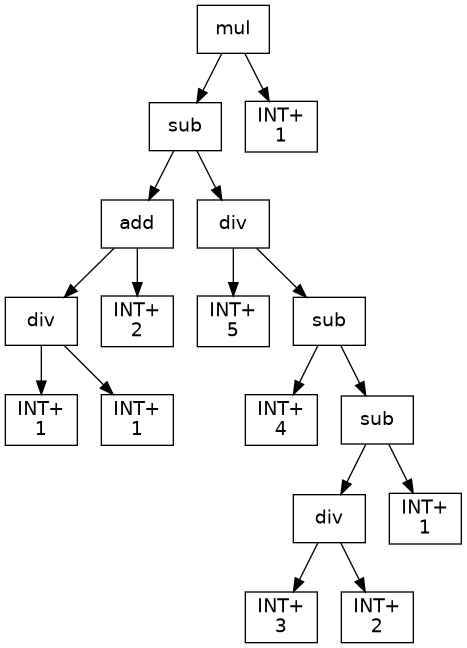 mul
sub
INT+
1
add
div
div
INT+
2
INT+
5
sub
INT+
1
INT+
1
INT+
4
sub
div
INT+
1
INT+
3
INT+
2